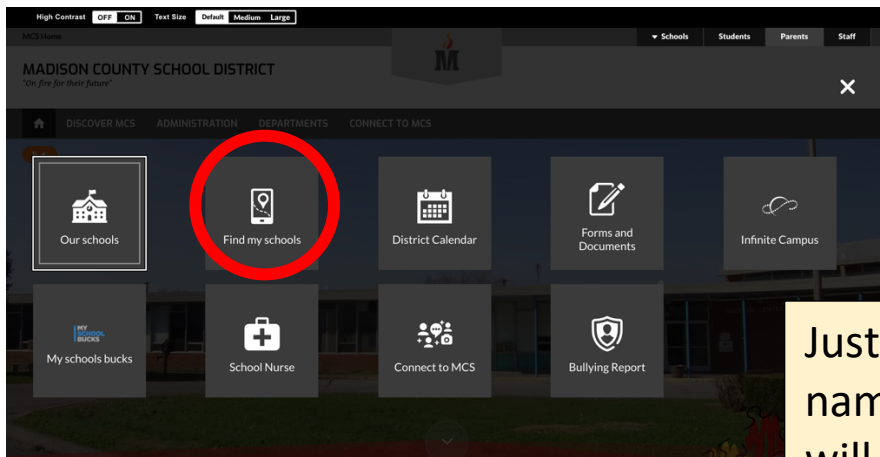 High Contrast OFF ON Text Size Default Medium Large
MCS Home
Schools Students Parents Staff
M
MADISON COUNTY SCHOOL DISTRICT
"On fire for their future"
DISCOVER MCS ADMINISTRATION DEPARTMENTS CONNECT TO MCS
Our schools
Find my schools
District Calendar
Forms and
Documents
Infinite Campus
MY
SCHOOL
BUCKS
My schools bucks
School Nurse
Connect to MCS
Bullying Report
Just
nam
will